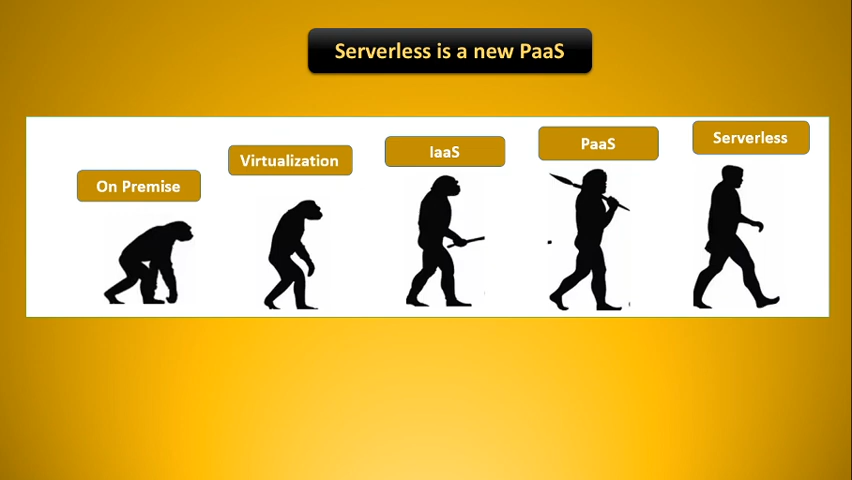 Serverless is a new PaaS
On Premise
Virtualization
IaaS
PaaS
Serverless